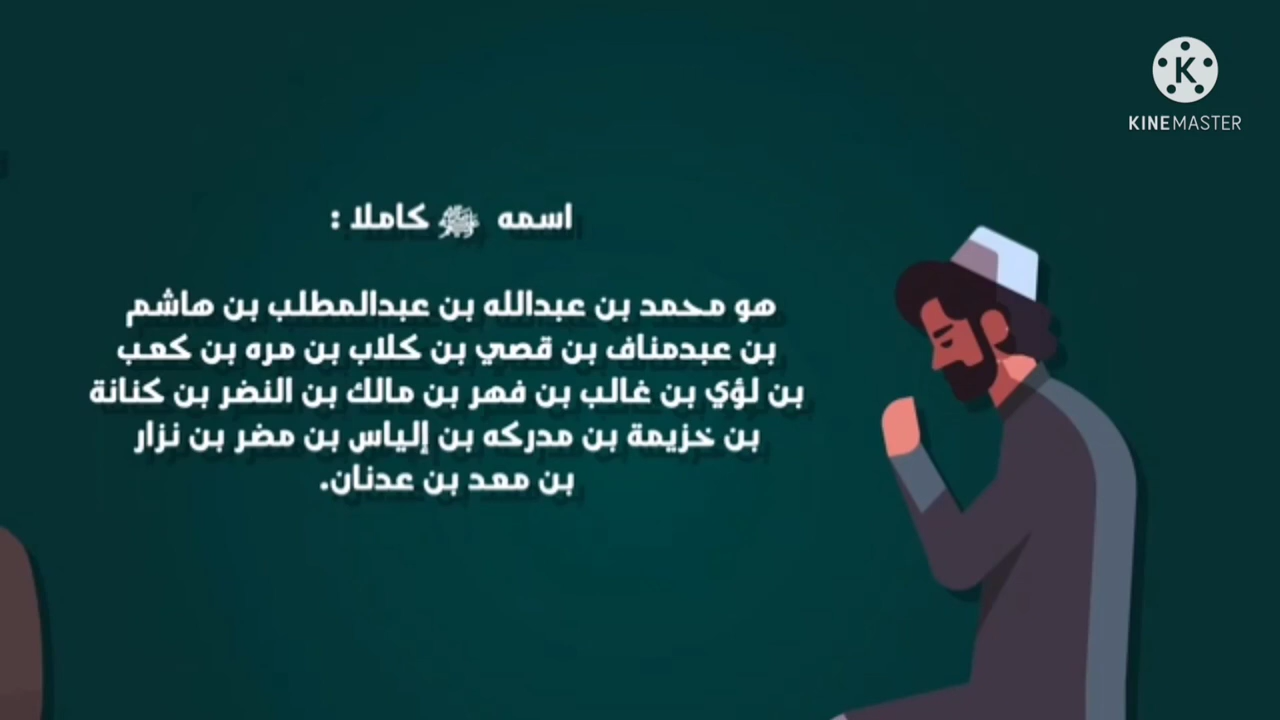 اسمه ﷺ كاملا :
هو محمد بن عبدالله بن عبدالمطلب بن هاشم
بن عبدمناف بن قصي بن كلاب بن مره بن كعب
بن لؤي بن غالب بن فهر بن مالك بن النضر بن كنانة
بن خزيمة بن مدركه بن إلياس بن مضر بن نزار
بن معد بن عدنان.
K
KINEMASTER